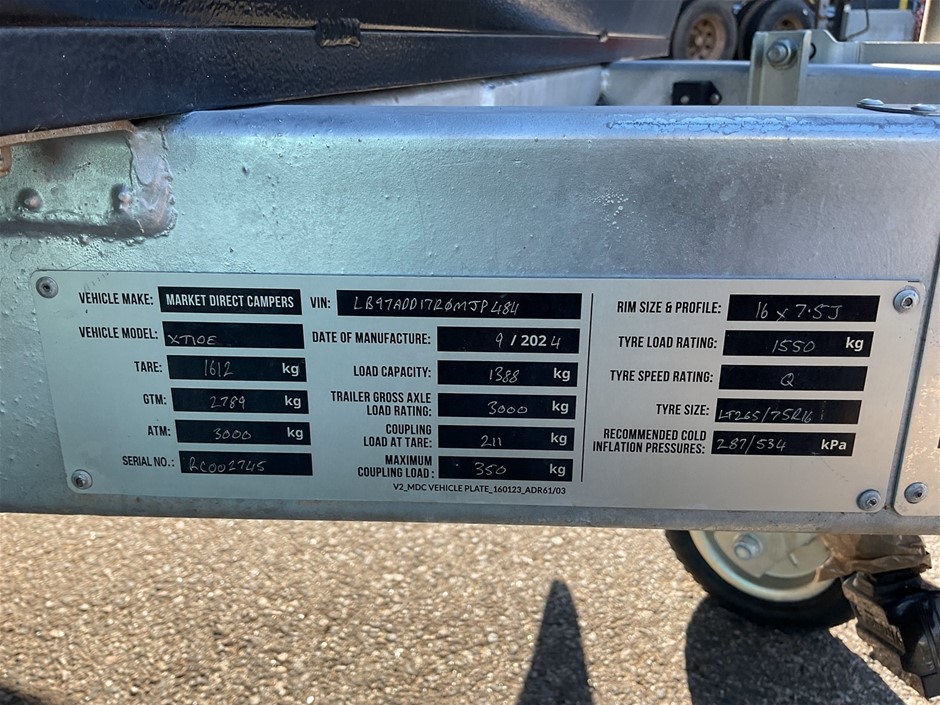 VEHICLE MAKE: MARKET DIRECT CAMPERS
VEHICLE MODEL: XT10E
TARE: 1612 kg
GTM: 2789 kg
ATM: 3000 kg
SERIAL NO.: RC002745
VIN: LB97ADD17R0MJP484
DATE OF MANUFACTURE: 9 / 2024
LOAD CAPACITY: 1388 kg
TRAILER GROSS AXLE
LOAD RATING: 3000 kg
COUPLING
LOAD AT TARE: 211 kg
MAXIMUM
COUPLING LOAD : 350 kg
V2_MDC VEHICLE PLATE_160123_ADR61/03
RIM SIZE & PROFILE: 16 x 7.5J
TYRE LOAD RATING: 1550 kg
TYRE SPEED RATING: Q
TYRE SIZE: LT265/75R16
RECOMMENDED COLD
INFLATION PRESSURES: 287/534 kPa